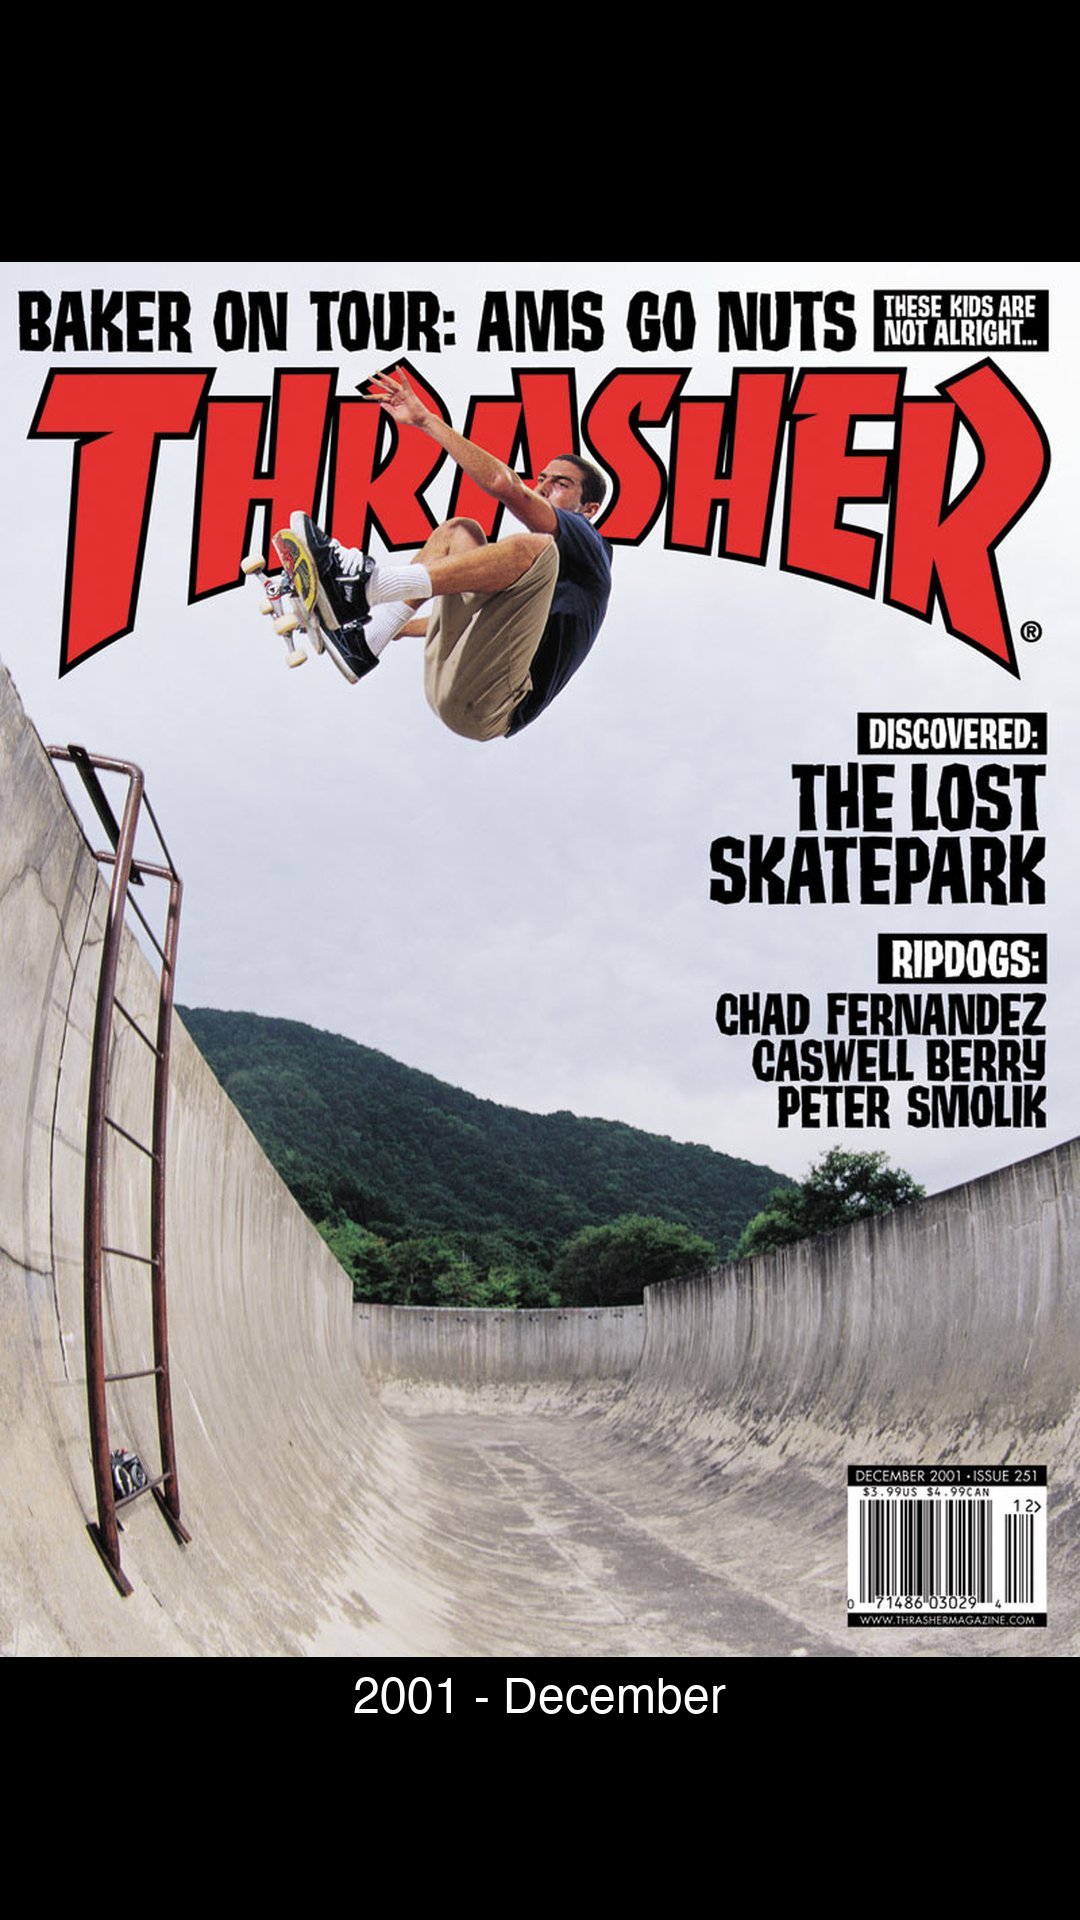 BAKER ON TOUR: AMS GO NUTS
THESE KIDS ARE
NOT ALRIGHT...
THRASHER
®
DISCOVERED:
THE LOST
SKATEPARK
RIPDOGS:
CHAD FERNANDEZ
CASWELL BERRY
PETER SMOLIK
DECEMBER 2001 • ISSUE 251
$3.99US $4.99CAN
12>
0 71486 03029 4
WWW.THRASHERMAGAZINE.COM
2001 - December